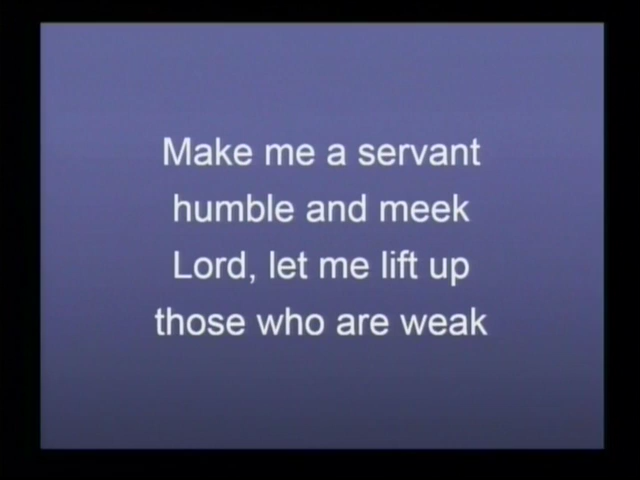 Make me a servant
humble and meek
Lord, let me lift up
those who are weak